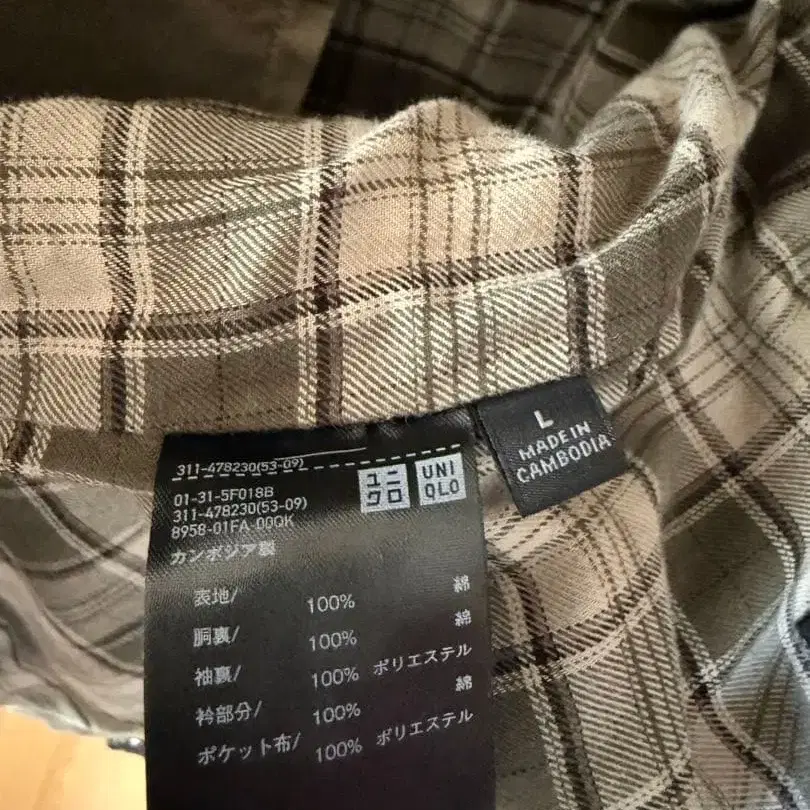 L
MADE IN
CAMBODIA
311-478230(53-09)
01-31-5F018B
311-478230(53-09)
8958-01FA 00QK
ユニ
クロ
UNI
QLO
カンボジア製
表地/ 100% 綿
胴裏/ 100% 綿
袖裏/ 100% ポリエステル
衿部分/ 100% 綿
ポケット布/ 100% ポリエステル